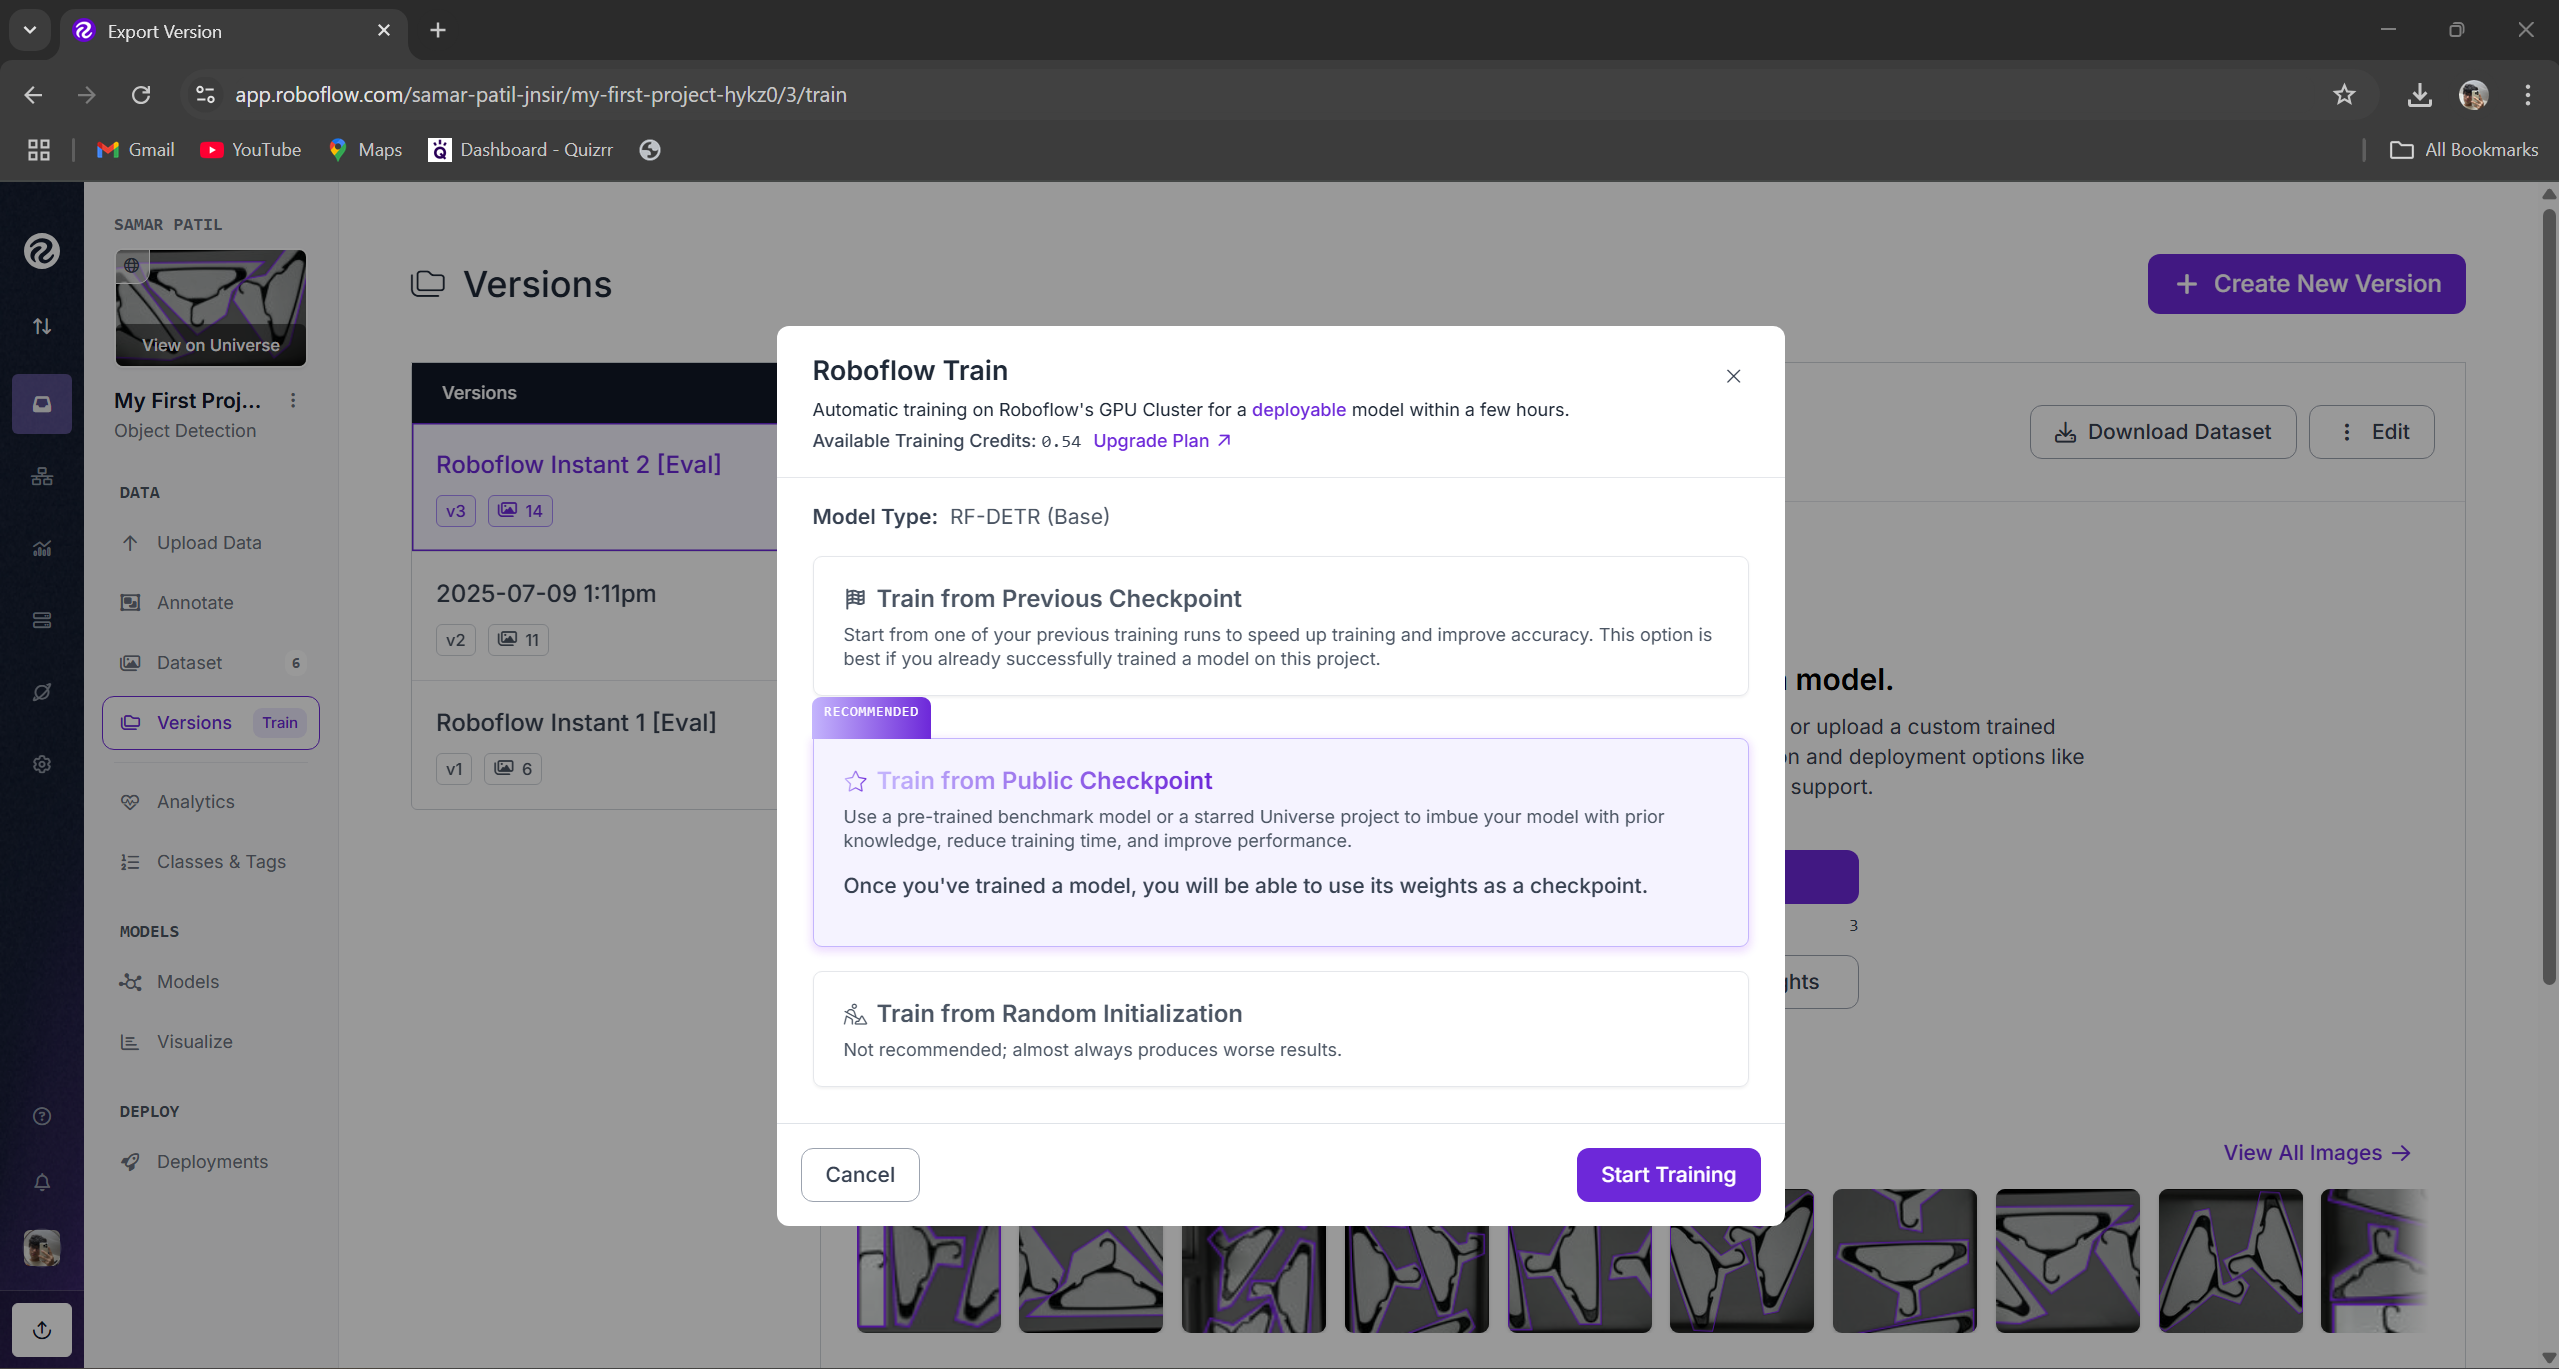 Export Version
app.roboflow.com/samar-patil-jnsir/my-first-project-hykz0/3/train
Gmail
YouTube
Maps
Dashboard - Quizrr
All Bookmarks
SAMAR PATIL
View on Universe
My First Proj...
Object Detection
DATA
Upload Data
Annotate
Dataset
6
Versions
Train
Analytics
Classes & Tags
MODELS
Models
Visualize
DEPLOY
Deployments
Versions
Create New Version
Versions
Roboflow Instant 2 [Eval]
v3
14
2025-07-09 1:11pm
v2
11
Roboflow Instant 1 [Eval]
v1
6
Download Dataset
Edit
Roboflow Train
Automatic training on Roboflow's GPU Cluster for a deployable model within a few hours.
Available Training Credits: 0.54 Upgrade Plan
Model Type: RF-DETR (Base)
Train from Previous Checkpoint
Start from one of your previous training runs to speed up training and improve accuracy. This option is
best if you already successfully trained a model on this project.
RECOMMENDED
Train from Public Checkpoint
Use a pre-trained benchmark model or a starred Universe project to imbue your model with prior
knowledge, reduce training time, and improve performance.
Once you've trained a model, you will be able to use its weights as a checkpoint.
Train from Random Initialization
Not recommended; almost always produces worse results.
Cancel
Start Training
model.
or upload a custom trained
and deployment options like
support.
3
View All Images